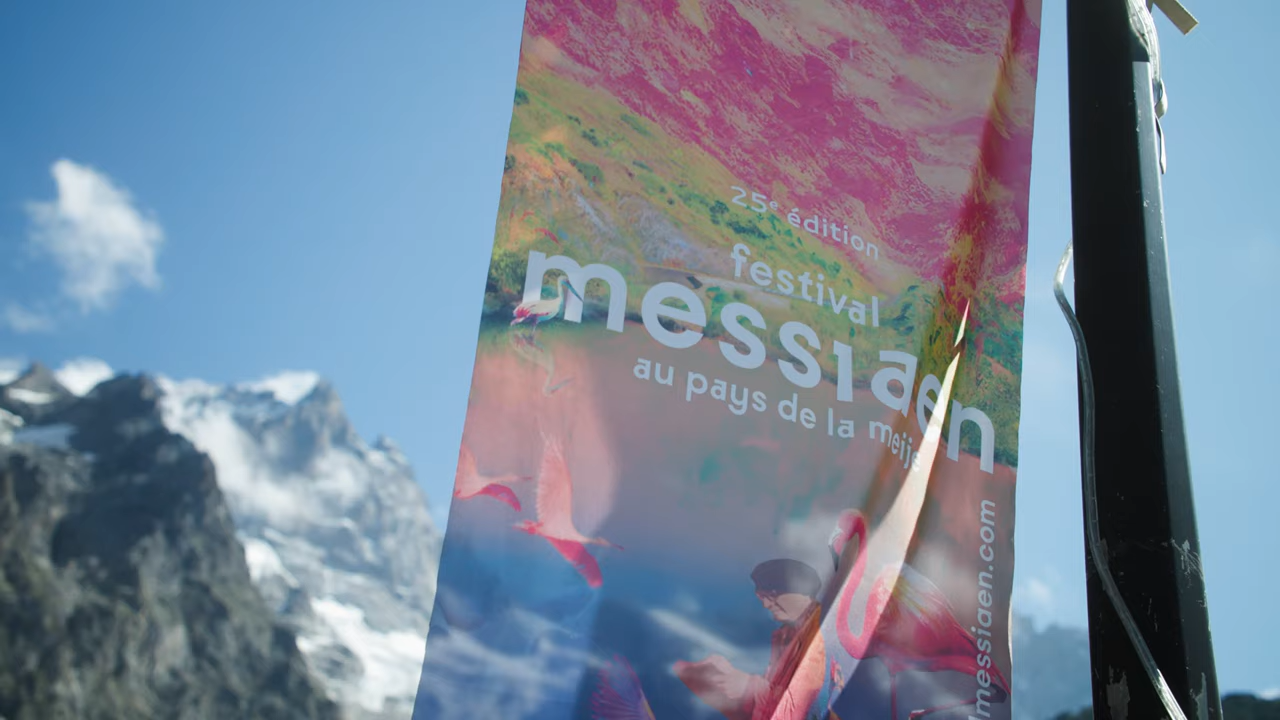 25e édition
festival
messiaen
au pays de la meije
messiaen.com